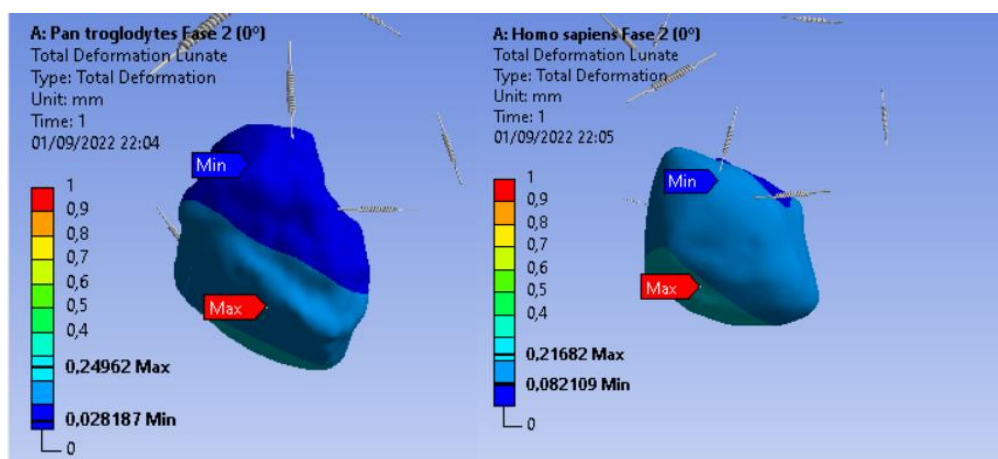 A: Pan troglodytes Fase 2 (0°)
Total Deformation Lunate
Type: Total Deformation
Unit: mm
Time: 1
01/09/2022 22:04
Min
1
0,9
0,8
0,7
0,6
0,5
0,4
Max
0,24962 Max
0,028187 Min
0
A: Homo sapiens Fase 2 (0°)
Total Deformation Lunate
Type: Total Deformation
Unit: mm
Time: 1
01/09/2022 22:05
Min
1
0,9
0,8
0,7
0,6
0,5
0,4
Max
0,21682 Max
0,082109 Min
0